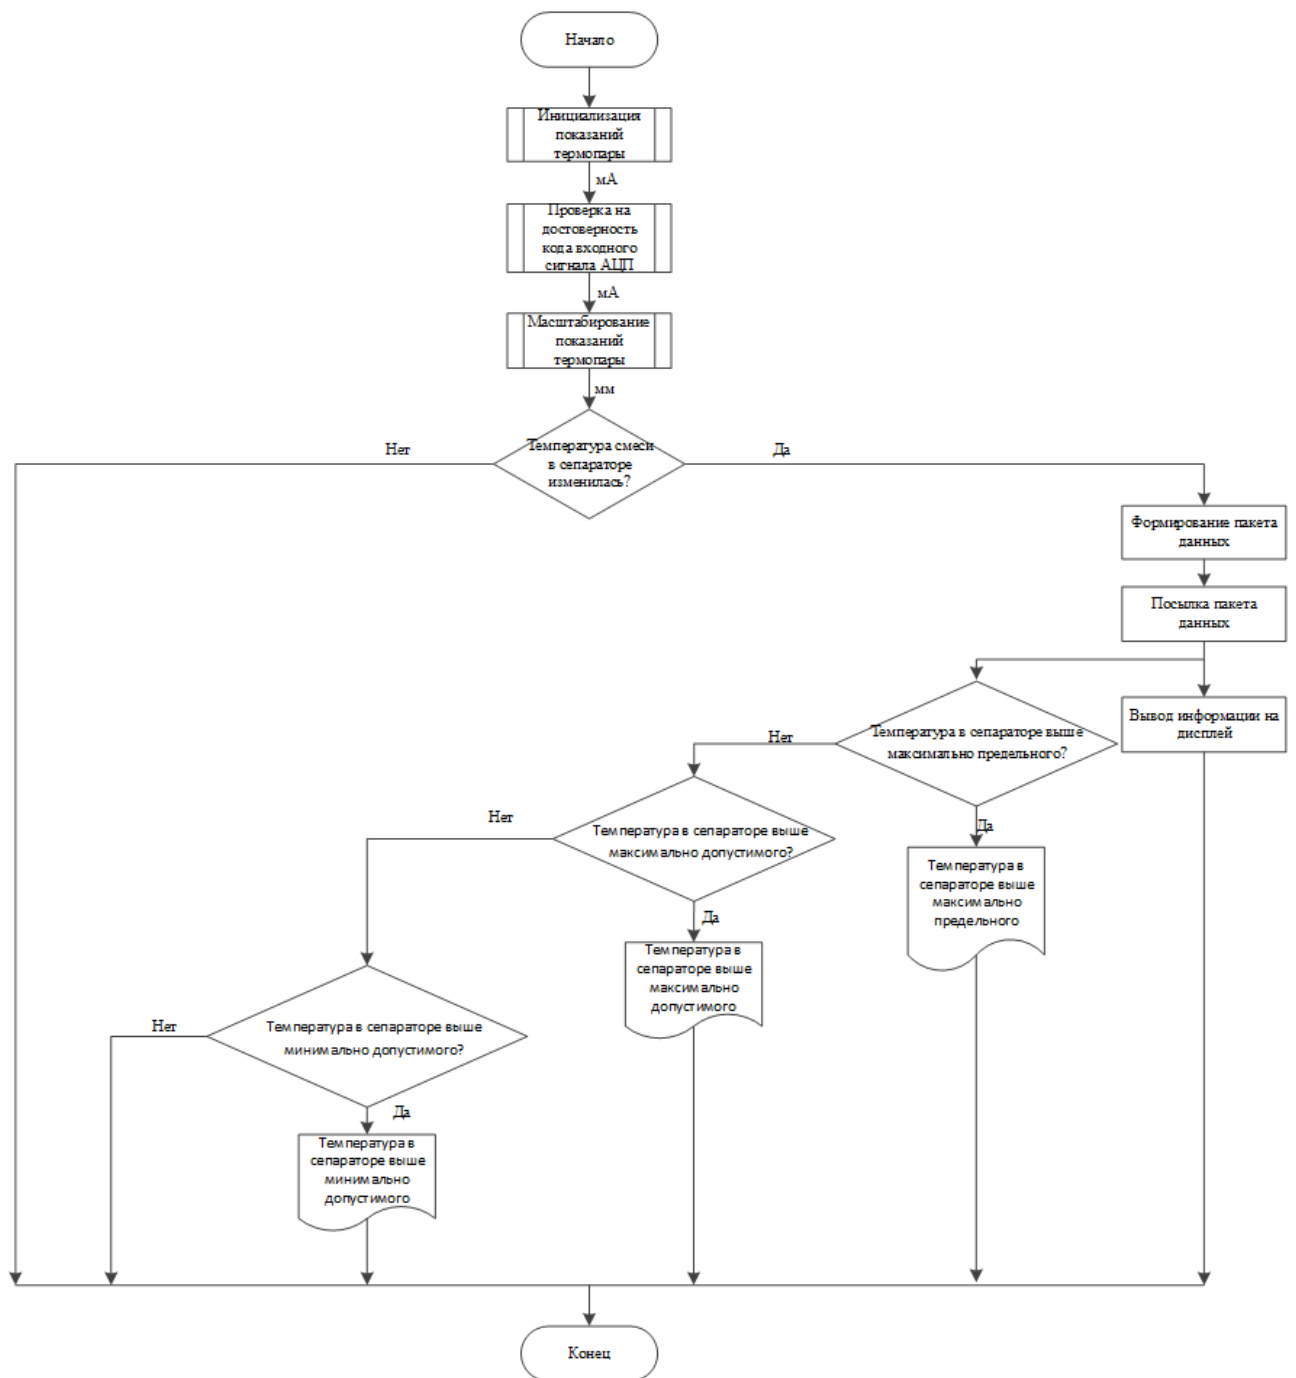 Начало
Инициализация
показаний
термопары
мА
Проверка на
достоверность
кода входного
сигнала АЦП
мА
Масштабирование
показаний
термопары
мм
Нет
Температура смеси
в сепараторе
изменилась?
Да
Формирование пакета
данных
Посылка пакета
данных
Вывод информации на
дисплей
Температура в сепараторе выше
максимально предельного?
Нет
Да
Температура в
сепараторе выше
максимально
предельного
Температура в сепараторе выше
максимально допустимого?
Нет
Да
Температура в
сепараторе выше
максимально
допустимого
Температура в сепараторе выше
минимально допустимого?
Нет
Да
Температура в
сепараторе выше
минимально
допустимого
Конец